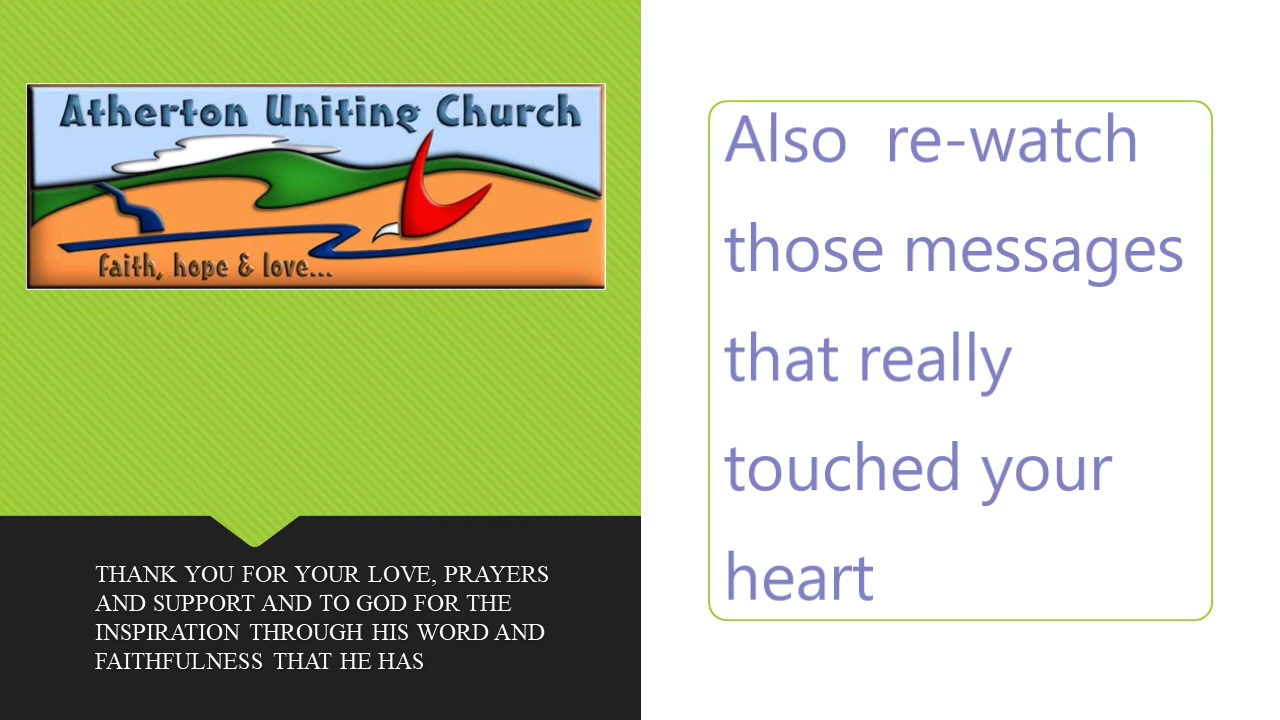 Atherton Uniting Church
faith, hope & love...
THANK YOU FOR YOUR LOVE, PRAYERS
AND SUPPORT AND TO GOD FOR THE
INSPIRATION THROUGH HIS WORD AND
FAITHFULNESS THAT HE HAS
Also re-watch
those messages
that really
touched your
heart